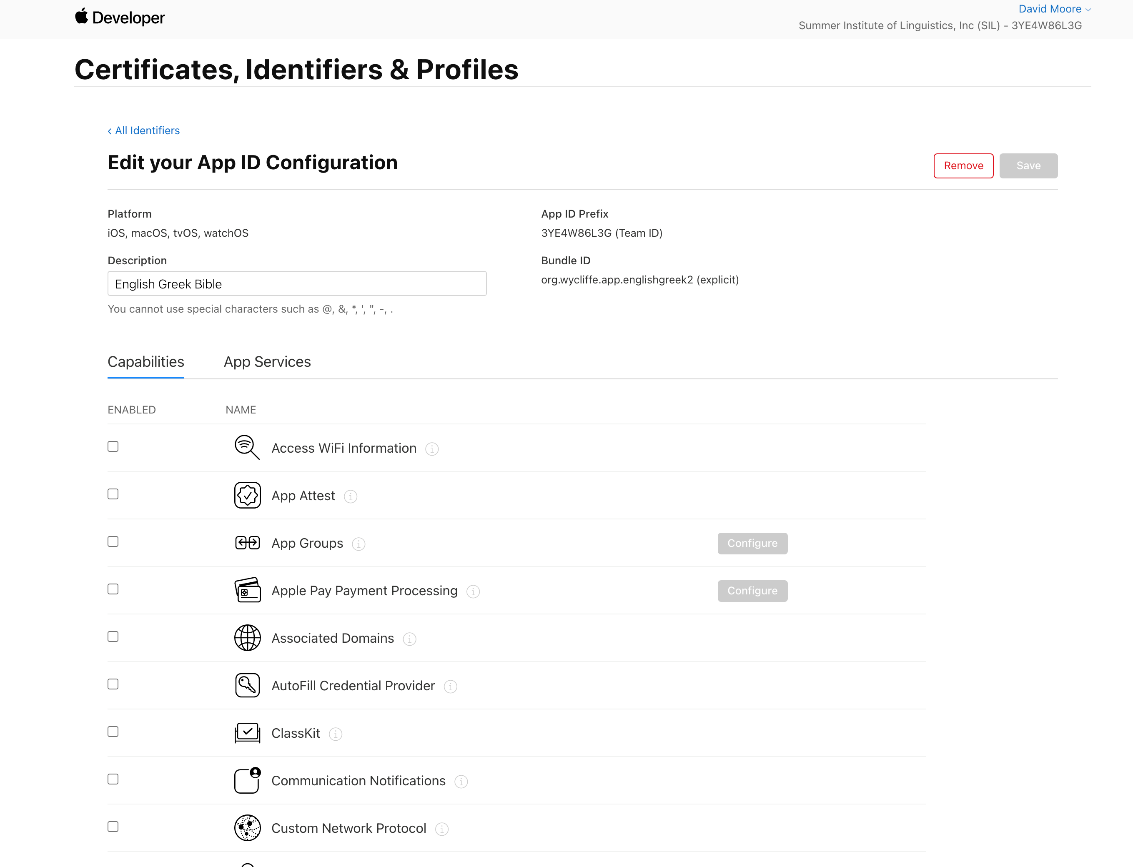 Developer
David Moore
Summer Institute of Linguistics, Inc (SIL) - 3YE4W86L3G
Certificates, Identifiers & Profiles
‹ All Identifiers
Edit your App ID Configuration
Remove
Save
Platform
iOS, macOS, tvOS, watchOS
App ID Prefix
3YE4W86L3G (Team ID)
Description
English Greek Bible
You cannot use special characters such as @, &, *, ', ", -, .
Bundle ID
org.wycliffe.app.englishgreek2 (explicit)
Capabilities
App Services
ENABLED
NAME
Access WiFi Information
App Attest
App Groups
Configure
Apple Pay Payment Processing
Configure
Associated Domains
AutoFill Credential Provider
ClassKit
Communication Notifications
Custom Network Protocol